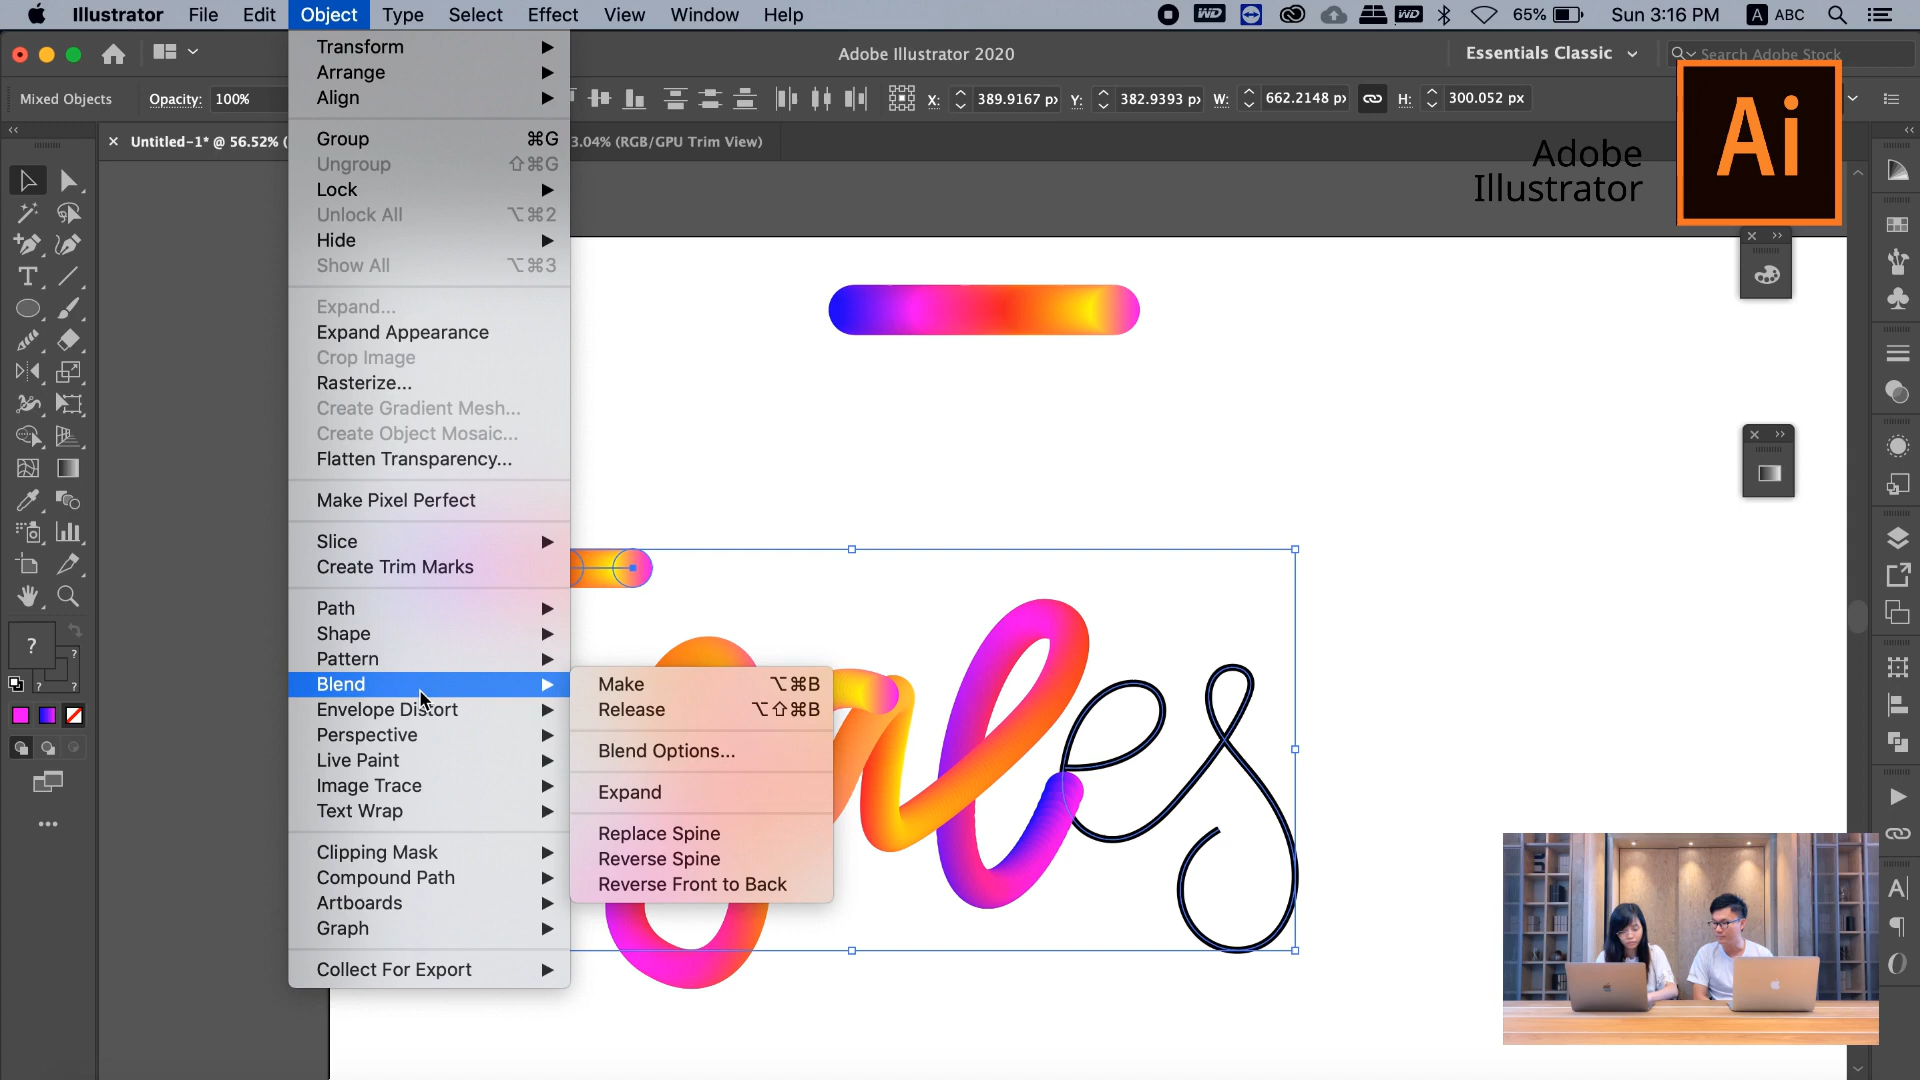 Illustrator File Edit Object Type Select Effect View Window Help
65% Sun 3:16 PM A ABC
Adobe Illustrator 2020
Essentials Classic
Search Adobe Stock
Mixed Objects Opacity: 100%
X: 389.9167 px Y: 382.9393 px W: 662.2148 px H: 300.052 px
× Untitled-1* @ 56.52% (
3.04% (RGB/GPU Trim View)
Adobe
Illustrator
Ai
Transform
Arrange
Align
Group ⌘G
Ungroup ⇧⌘G
Lock
Unlock All ⌥⌘2
Hide
Show All ⌥⌘3
Expand...
Expand Appearance
Crop Image
Rasterize...
Create Gradient Mesh...
Create Object Mosaic...
Flatten Transparency...
Make Pixel Perfect
Slice
Create Trim Marks
Path
Shape
Pattern
Blend
Envelope Distort
Perspective
Live Paint
Image Trace
Text Wrap
Clipping Mask
Compound Path
Artboards
Graph
Collect For Export
Make ⌥⌘B
Release ⌥⇧⌘B
Blend Options...
Expand
Replace Spine
Reverse Spine
Reverse Front to Back